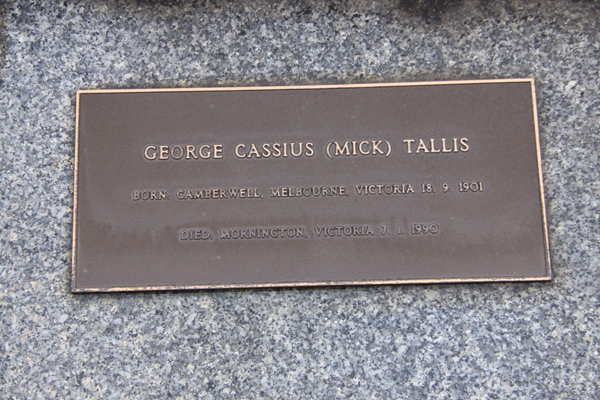 GEORGE CASSIUS (MICK) TALLIS
BORN: CAMBERWELL, MELBOURNE, VICTORIA 18. 9. 1901
DIED: MORNINGTON, VICTORIA 7. 1. 1990